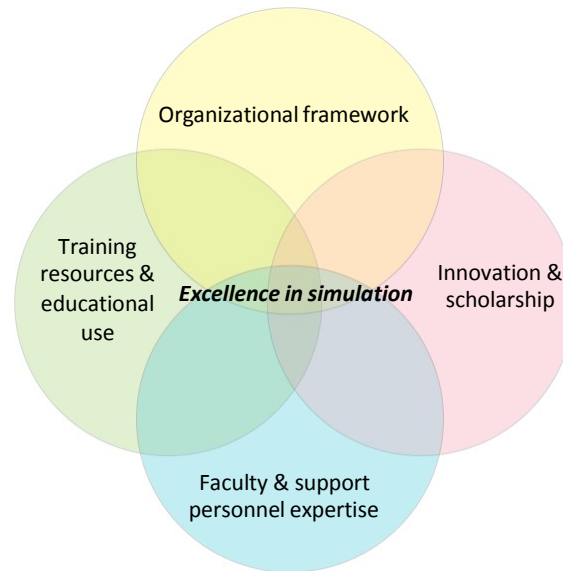 Organizational framework
Training
resources &
educational
use
Excellence in simulation
Innovation &
scholarship
Faculty & support
personnel expertise